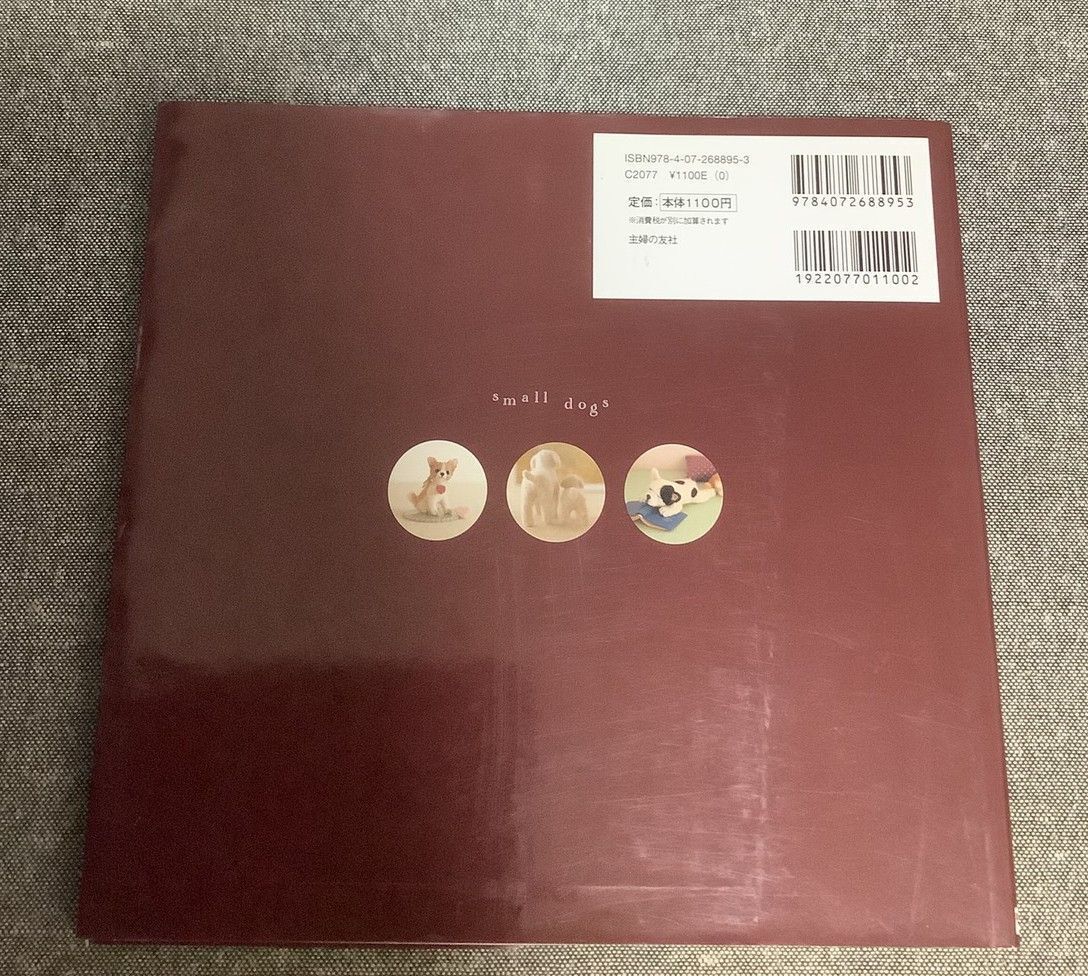 ISBN978-4-07-268895-3
C2077 ¥1100E (0)
定価：本体1100円
※消費税が別に加算されます
主婦の友社
9784072688953
1922077011002
small dogs